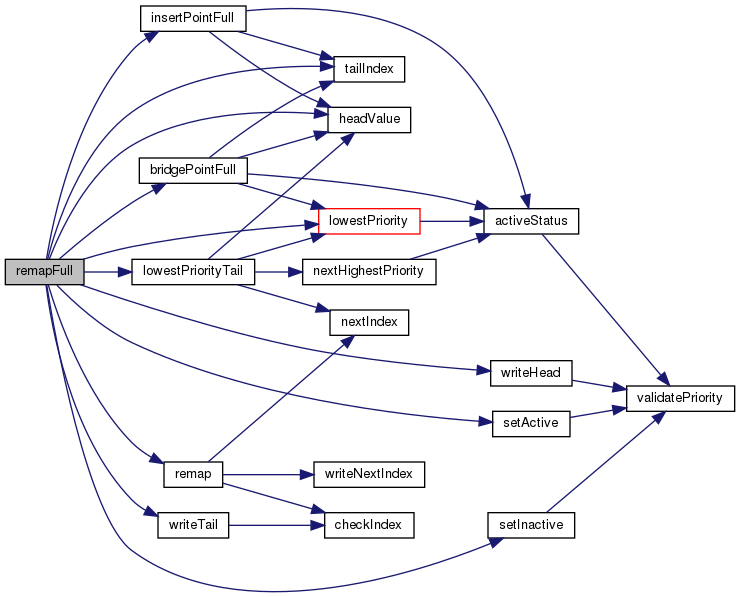 insertPointFull
tailIndex
headValue
bridgePointFull
lowestPriority
activeStatus
remapFull
lowestPriorityTail
nextHighestPriority
nextIndex
writeHead
validatePriority
setActive
remap
writeNextIndex
writeTail
checkIndex
setInactive